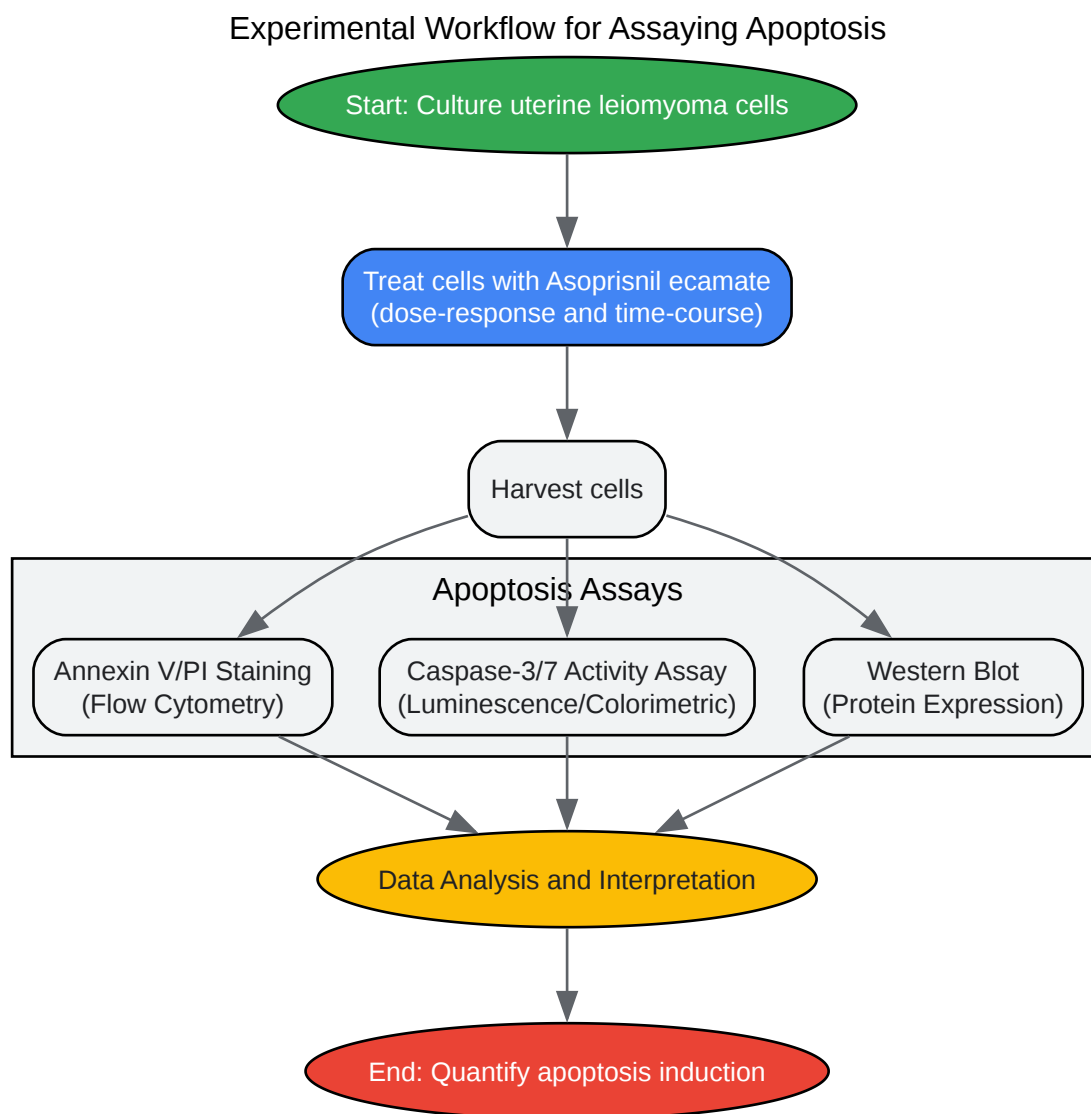 Experimental Workflow for Assaying Apoptosis
Start: Culture uterine leiomyoma cells
Treat cells with Asoprisnil ecamate
(dose-response and time-course)
Harvest cells
Apoptosis Assays
Annexin V/PI Staining
(Flow Cytometry)
Caspase-3/7 Activity Assay
(Luminescence/Colorimetric)
Western Blot
(Protein Expression)
Data Analysis and Interpretation
End: Quantify apoptosis induction